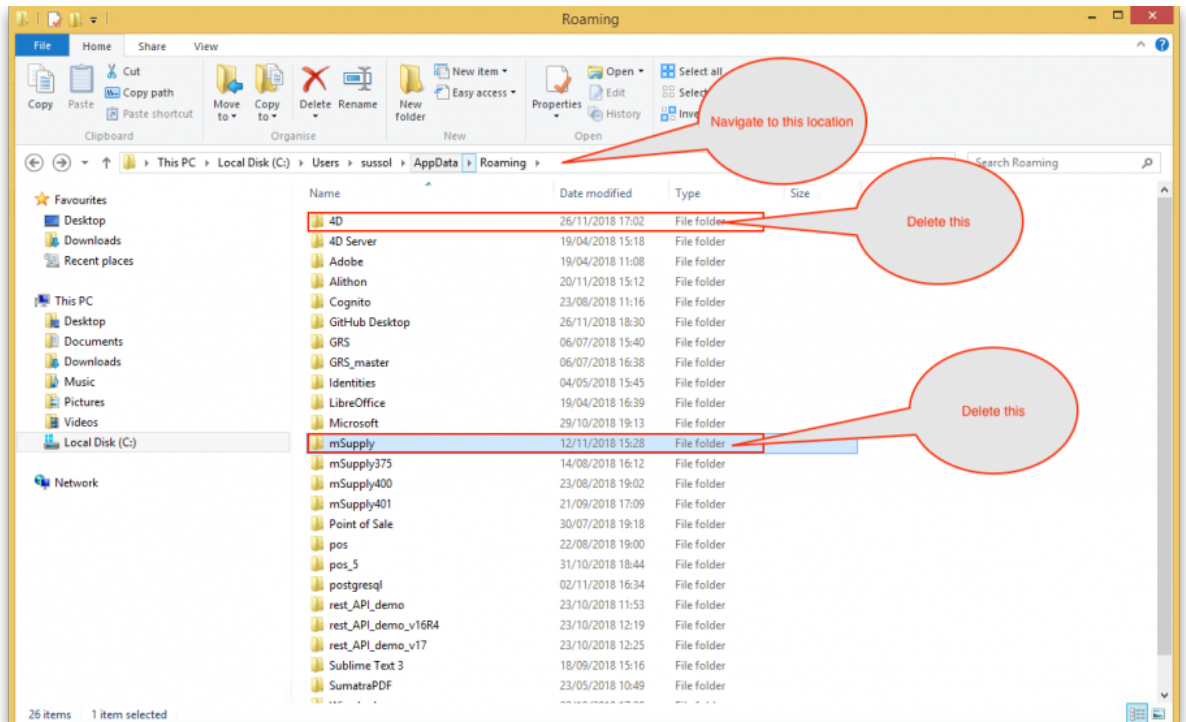 Roaming
File Home Share View
Copy
Paste
Cut
Copy path
Paste shortcut
Clipboard
Move to
Copy to
Delete
Rename
Organise
New folder
New item
Easy access
New
Properties
Open
Edit
History
Open
Select all
Navigate to this location
This PC Local Disk (C:) Users sussol AppData Roaming
Search Roaming
Favourites
Desktop
Downloads
Recent places
This PC
Desktop
Documents
Downloads
Music
Pictures
Videos
Local Disk (C:)
Network
Name Date modified Type Size
4D 26/11/2018 17:02 File folder
Delete this
4D Server 19/04/2018 15:18 File folder
Adobe 19/04/2018 11:08 File folder
Alithon 20/11/2018 15:12 File folder
Cognito 23/08/2018 11:16 File folder
GitHub Desktop 26/11/2018 18:30 File folder
GRS 06/07/2018 15:40 File folder
GRS_master 06/07/2018 16:38 File folder
Identities 04/05/2018 15:45 File folder
LibreOffice 19/04/2018 16:39 File folder
Microsoft 29/10/2018 19:13 File folder
Delete this
mSupply 12/11/2018 15:28 File folder
mSupply375 14/08/2018 16:12 File folder
mSupply400 23/08/2018 19:02 File folder
mSupply401 21/09/2018 17:09 File folder
Point of Sale 30/07/2018 19:18 File folder
pos 22/08/2018 19:00 File folder
pos_5 31/10/2018 18:44 File folder
postgresql 02/11/2018 16:34 File folder
rest_API_demo 23/10/2018 11:53 File folder
rest_API_demo_v16R4 23/10/2018 12:19 File folder
rest_API_demo_v17 23/10/2018 12:25 File folder
Sublime Text 3 18/09/2018 15:16 File folder
SumatraPDF 23/05/2018 10:49 File folder
26 items 1 item selected